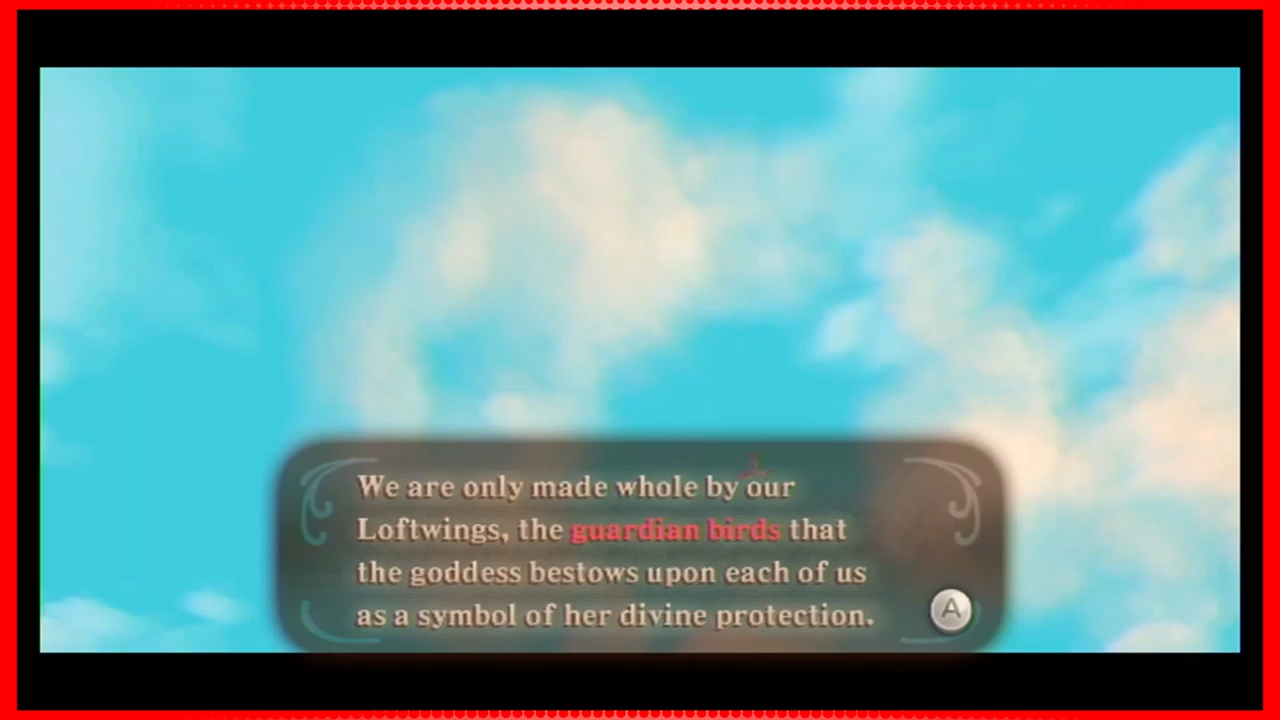 We are only made whole by our
Loftwings, the guardian birds that
the goddess bestows upon each of us
as a symbol of her divine protection.
A